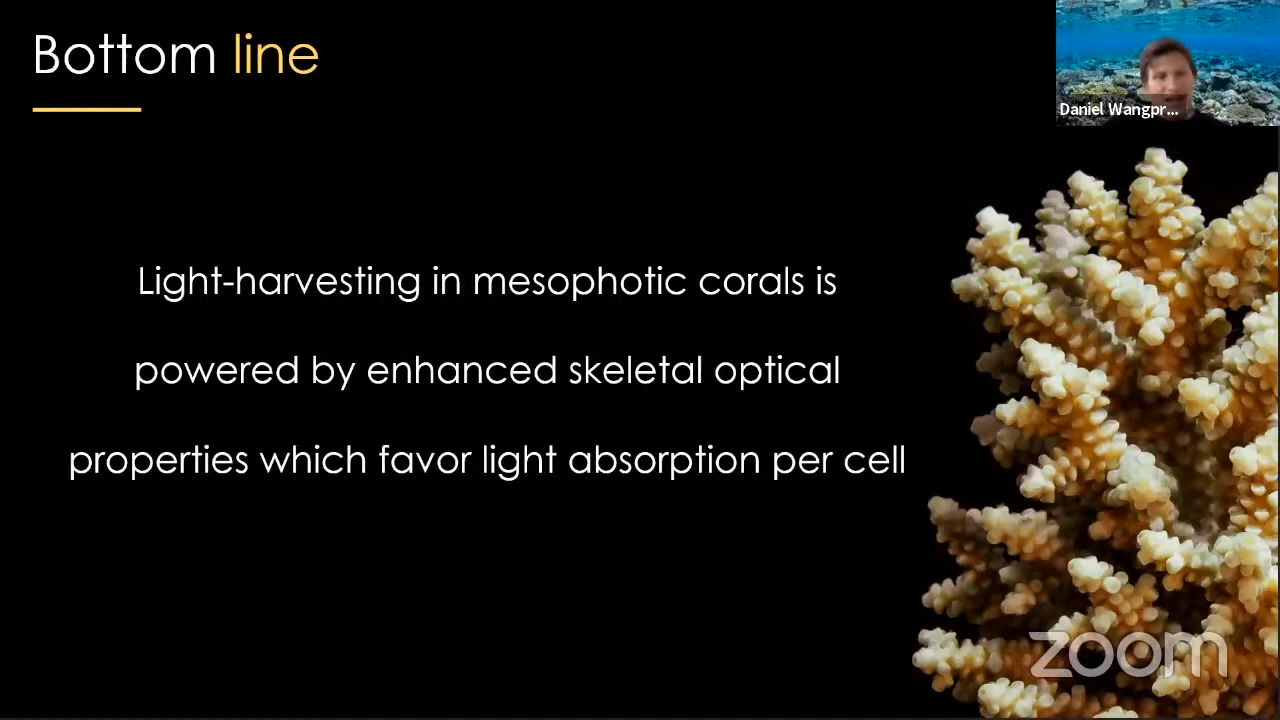 Bottom line
Daniel Wangpr...
Light-harvesting in mesophotic corals is
powered by enhanced skeletal optical
properties which favor light absorption per cell
zoom